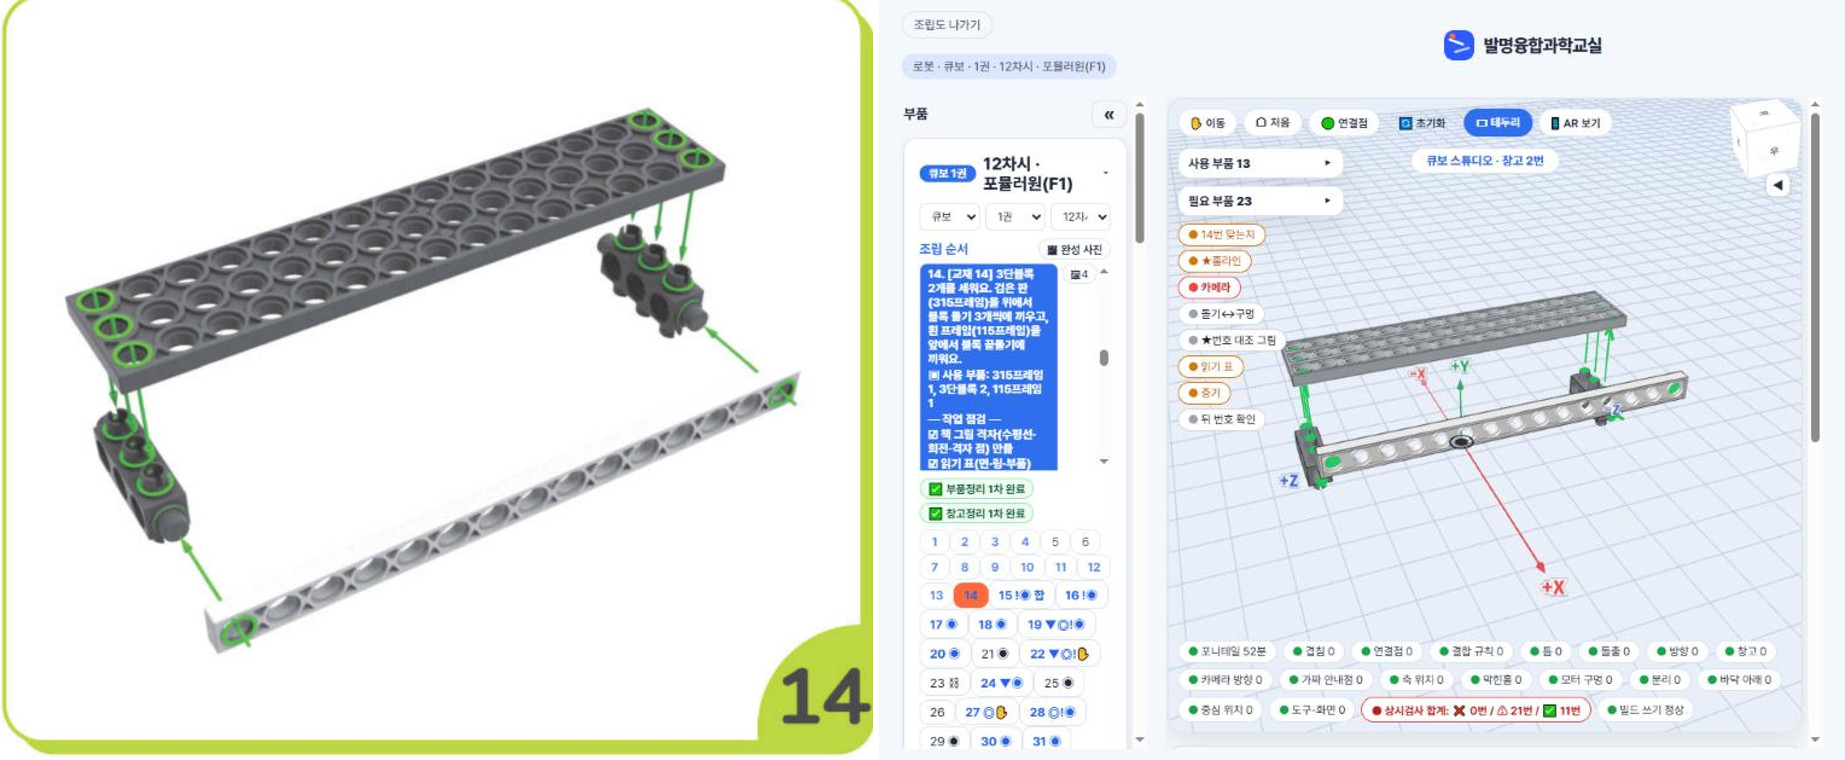 14
조립도 나가기
발명융합과학교실
로봇 · 큐보 · 1권 · 12차시 · 포뮬러원(F1)
부품
«
큐보 1권
12차시 ·
포뮬러원(F1)
큐보
1권
12차
조립 순서
완성 사진
14. [교재 14] 3단블록
2개를 세워요. 검은 판
(315프레임)을 위에서
블록 돌기 3개씩에 끼우고,
흰 프레임(115프레임)을
앞에서 블록 끝돌기에
끼워요.
▣ 사용 부품: 315프레임
1, 3단블록 2, 115프레임
1
— 작업 점검 —
☑ 책 그림 격자(수평선·
회전·격자 점) 만듦
☑ 읽기 표(면·링·부품)
4
✅ 부품정리 1차 완료
✅ 창고정리 1차 완료
1 2 3 4 5 6
7 8 9 10 11 12
13 14 15 !◉ 합 16 !◉
17 ◉ 18 ◉ 19 ▼◎!◉
20 ◉ 21 ◉ 22 ▼◎!✋
23 ⛓ 24 ▼◉ 25 ◉
26 27 ◎✋ 28 ◎!◉
29 ◉ 30 ◉ 31 ◉
이동
처음
연결점
초기화
테두리
AR 보기
사용 부품 13
큐보 스튜디오 · 창고 2번
우
필요 부품 23
14번 맞는지
★줄라인
카메라
돌기↔구멍
★번호 대조 그림
읽기 표
중기
뒤 번호 확인
-X
+Y
-Z
+Z
+X
포니테일 52분
겹침 0
연결점 0
결합 규칙 0
틈 0
돌출 0
방향 0
창고 0
카메라 방향 0
가짜 안내점 0
축 위치 0
막힌홀 0
모터 구멍 0
분리 0
바닥 아래 0
중심 위치 0
도구-화면 0
상시검사 합계: ❌ 0번 / ⚠ 21번 / ✅ 11번
빌드 쓰기 정상